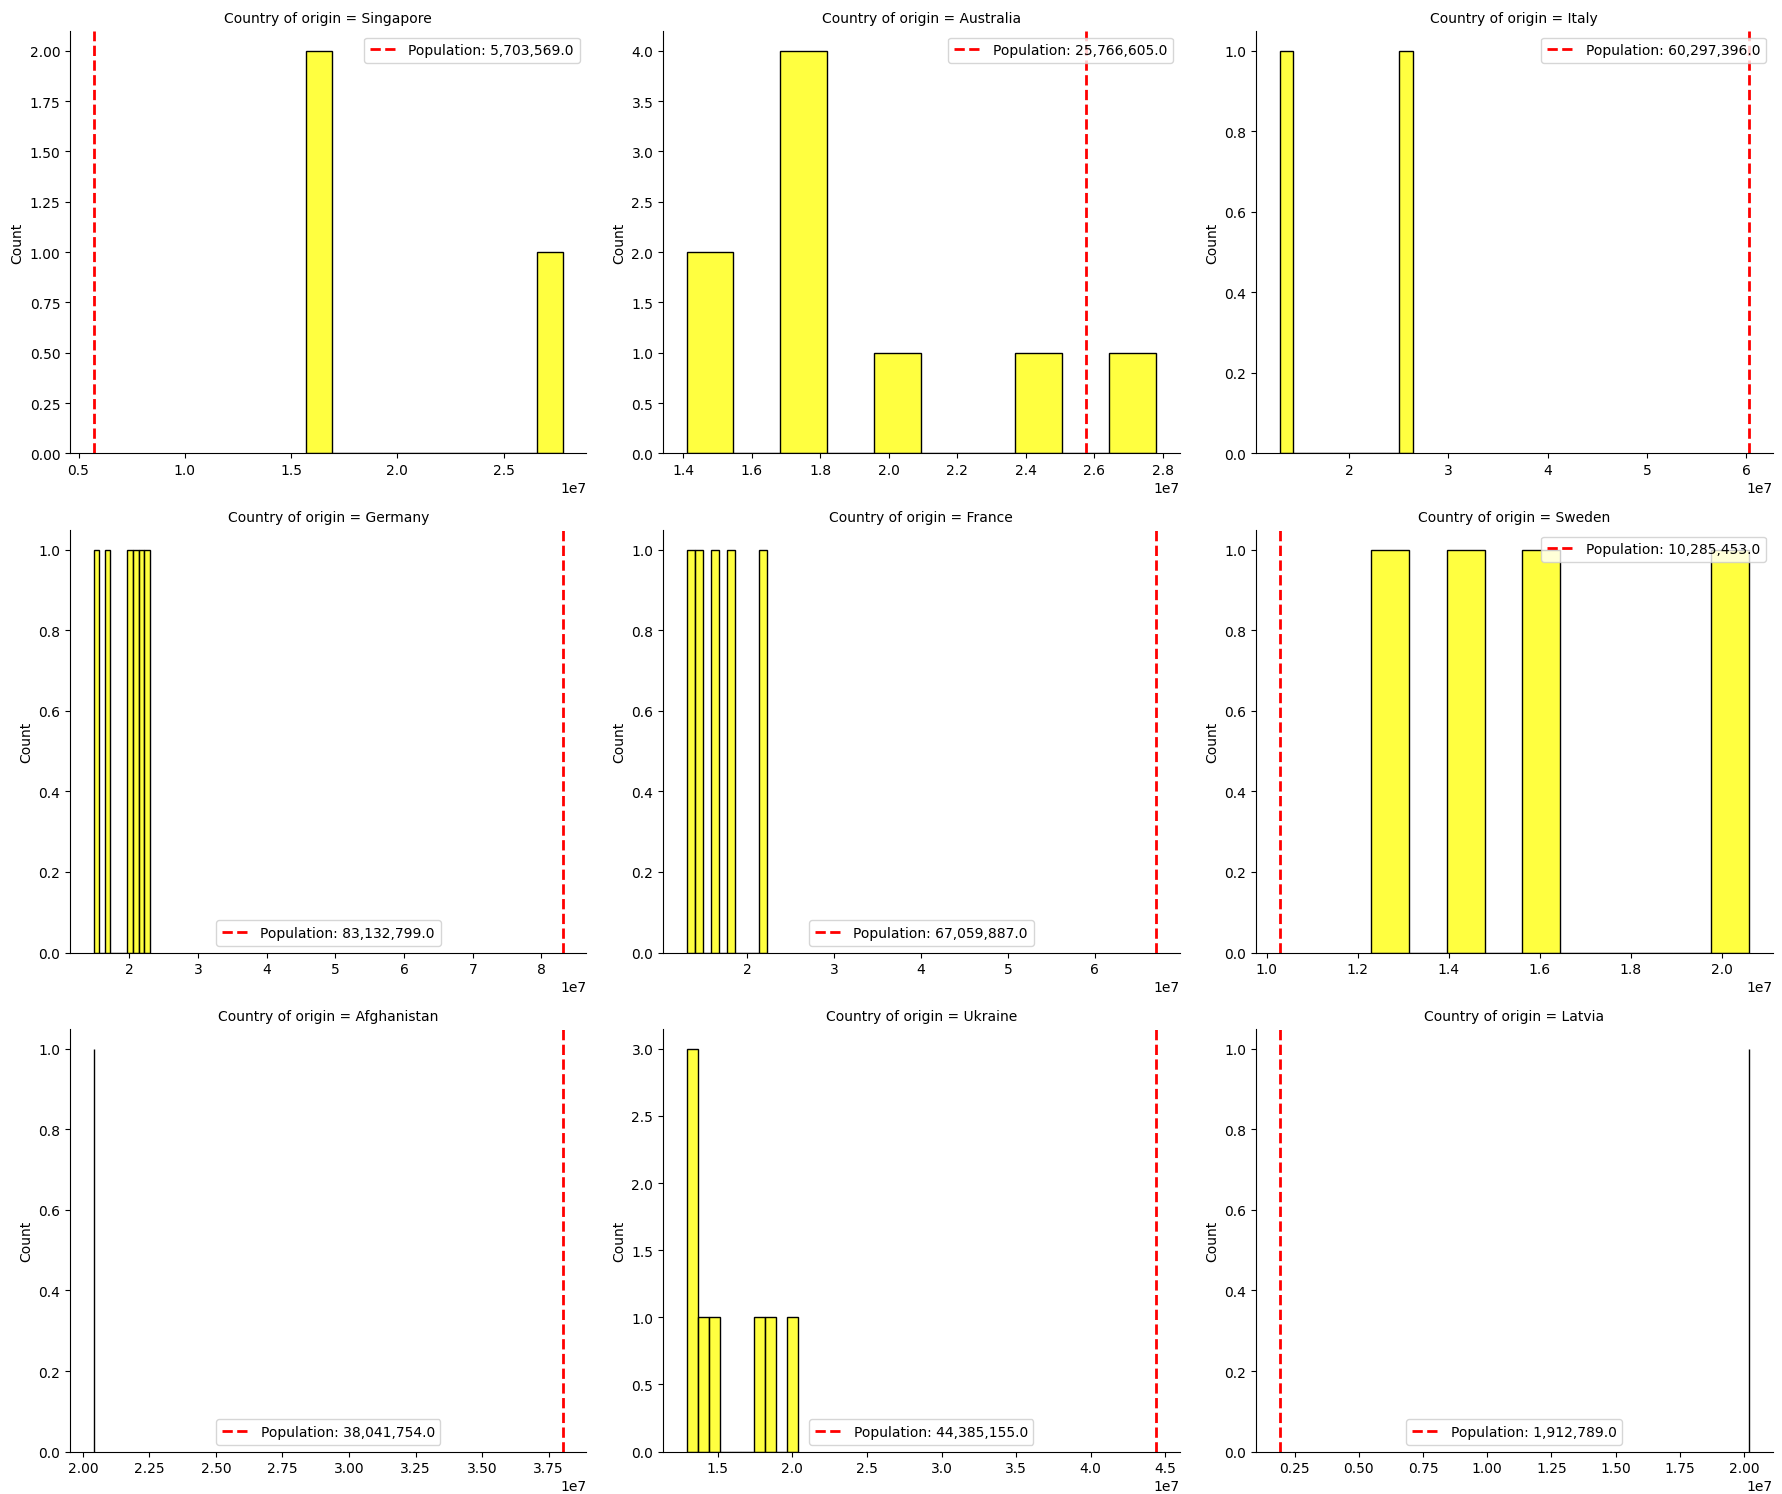 Country of origin = Singapore
Country of origin = Australia
Country of origin = Italy
Population: 5,703,569.0
Population: 25,766,605.0
Population: 60,297,396.0
Count
2.00
1.75
1.50
1.25
1.00
0.75
0.50
0.25
0.00
0.5 1.0 1.5 2.0 2.5
1e7
Count
4.0
3.5
3.0
2.5
2.0
1.5
1.0
0.5
0.0
1.4 1.6 1.8 2.0 2.2 2.4 2.6 2.8
1e7
Count
1.0
0.8
0.6
0.4
0.2
0.0
2 3 4 5 6
1e7
Country of origin = Germany
Country of origin = France
Country of origin = Sweden
Count
1.0
0.8
0.6
0.4
0.2
0.0
Population: 83,132,799.0
2 3 4 5 6 7 8
1e7
Count
1.0
0.8
0.6
0.4
0.2
0.0
Population: 67,059,887.0
2 3 4 5 6
1e7
Population: 10,285,453.0
Count
1.0
0.8
0.6
0.4
0.2
0.0
1.0 1.2 1.4 1.6 1.8 2.0
1e7
Country of origin = Afghanistan
Country of origin = Ukraine
Country of origin = Latvia
Count
1.0
0.8
0.6
0.4
0.2
0.0
Population: 38,041,754.0
2.00 2.25 2.50 2.75 3.00 3.25 3.50 3.75
1e7
Count
3.0
2.5
2.0
1.5
1.0
0.5
0.0
Population: 44,385,155.0
1.5 2.0 2.5 3.0 3.5 4.0 4.5
1e7
Count
1.0
0.8
0.6
0.4
0.2
0.0
Population: 1,912,789.0
0.25 0.50 0.75 1.00 1.25 1.50 1.75 2.00
1e7